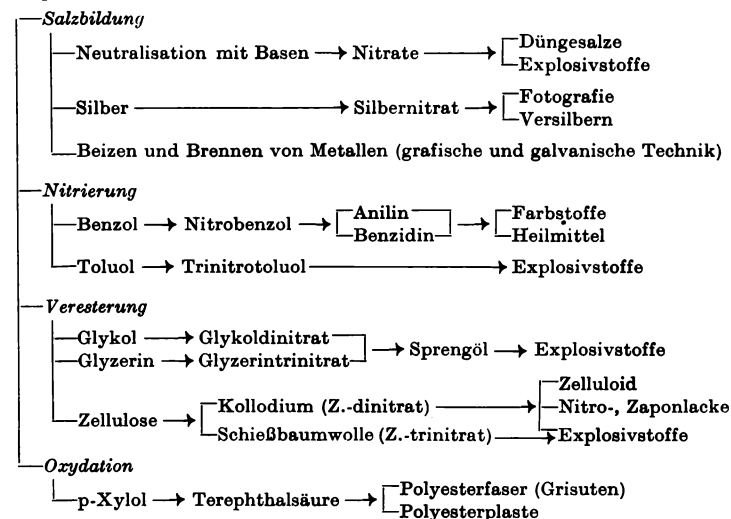 Salzbildung
Neutralisation mit Basen → Nitrate → Düngesalze
Explosivstoffe
Silber → Silbernitrat → Fotografie
Versilbern
Beizen und Brennen von Metallen (grafische und galvanische Technik)
Nitrierung
Benzol → Nitrobenzol → Anilin → Farbstoffe
Benzidin Heilmittel
Toluol → Trinitrotoluol → Explosivstoffe
Veresterung
Glykol → Glykoldinitrat
Glyzerin → Glyzerintrinitrat → Sprengöl → Explosivstoffe
Zelluloid
Zellulose → Kollodium (Z.-dinitrat) → Nitro-, Zaponlacke
Schießbaumwolle (Z.-trinitrat) → Explosivstoffe
Oxydation
p-Xylol → Terephthalsäure → Polyesterfaser (Grisuten)
Polyesterplaste